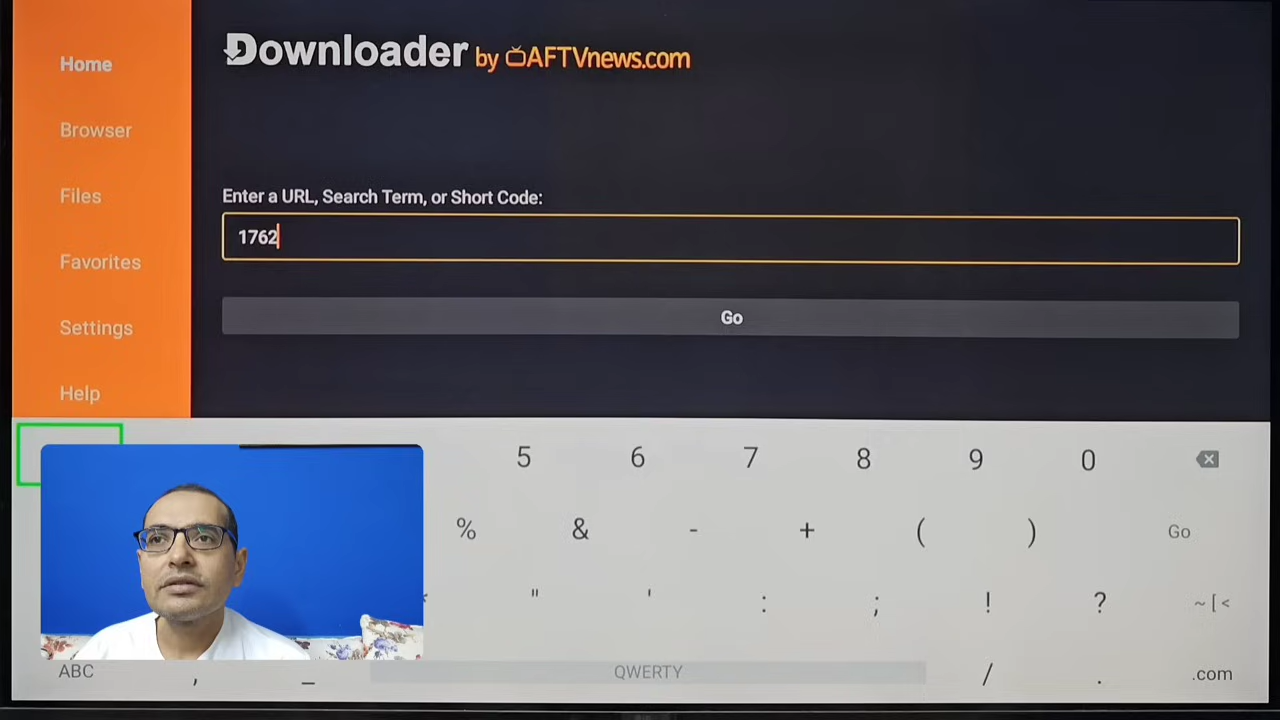 Home
Downloader by AFTVnews.com
Browser
Files
Enter a URL, Search Term, or Short Code:
1762
Favorites
Go
Settings
Help
5 6 7 8 9 0
% & - + ( ) Go
" ' : ; ! ? ~ [ <
ABC , _ QWERTY / . .com